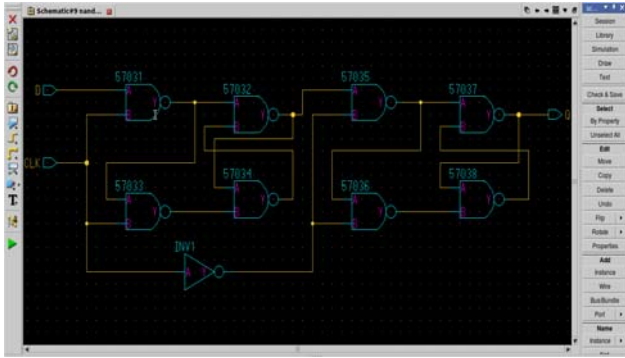 Schematic#9 nand...
Session
Library
Simulation
Draw
Text
Check & Save
Select
By Property
Unselect All
Edit
Move
Copy
Delete
Undo
Flip
Rotate
Properties
Add
Instance
Wire
Bus/Bundle
Port
Name
Instance
57031
57032
57035
57037
D
A
B
Y
A
B
Y
A
B
Y
A
B
Y
Q
CLK
57033
57034
57036
57038
A
B
Y
A
B
Y
A
B
Y
A
B
Y
INV1
A
Y